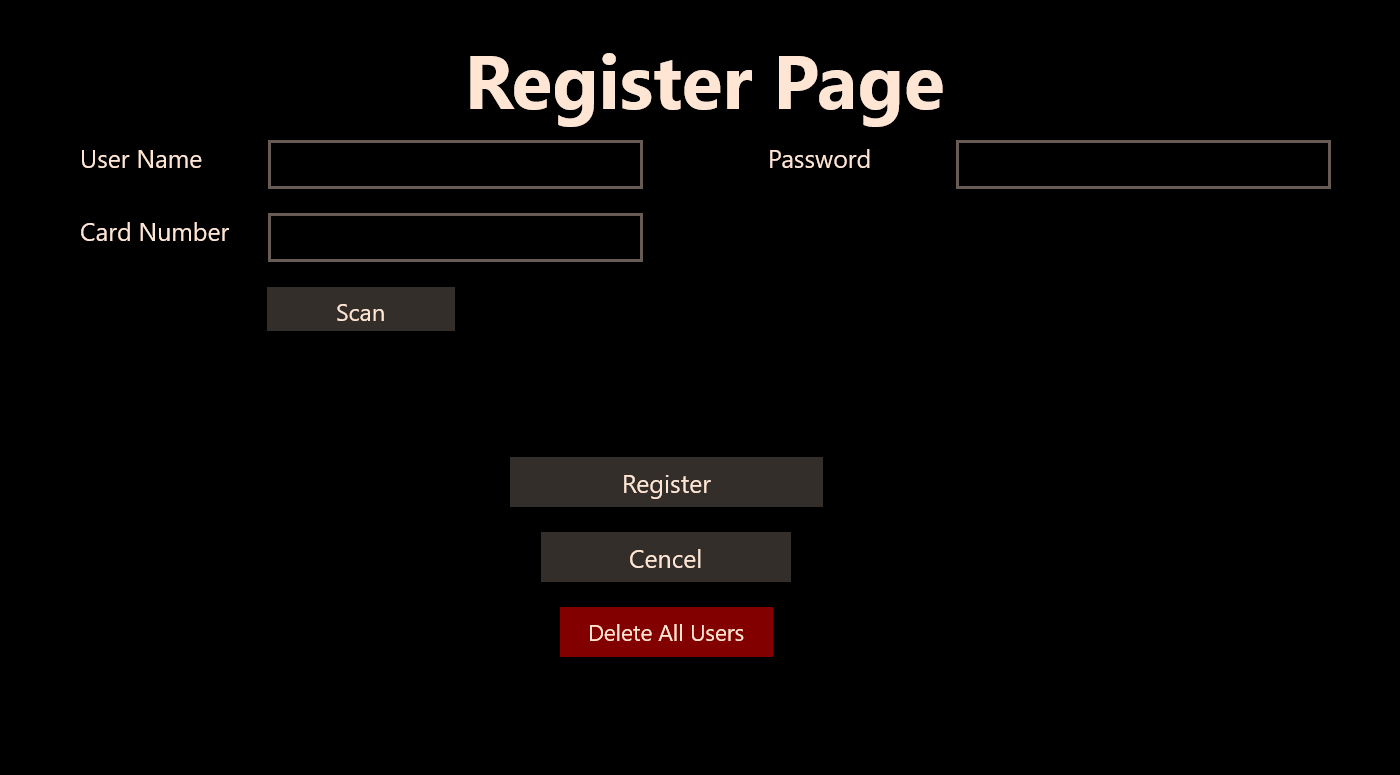 Register Page
User Name
Password
Card Number
Scan
Register
Cencel
Delete All Users